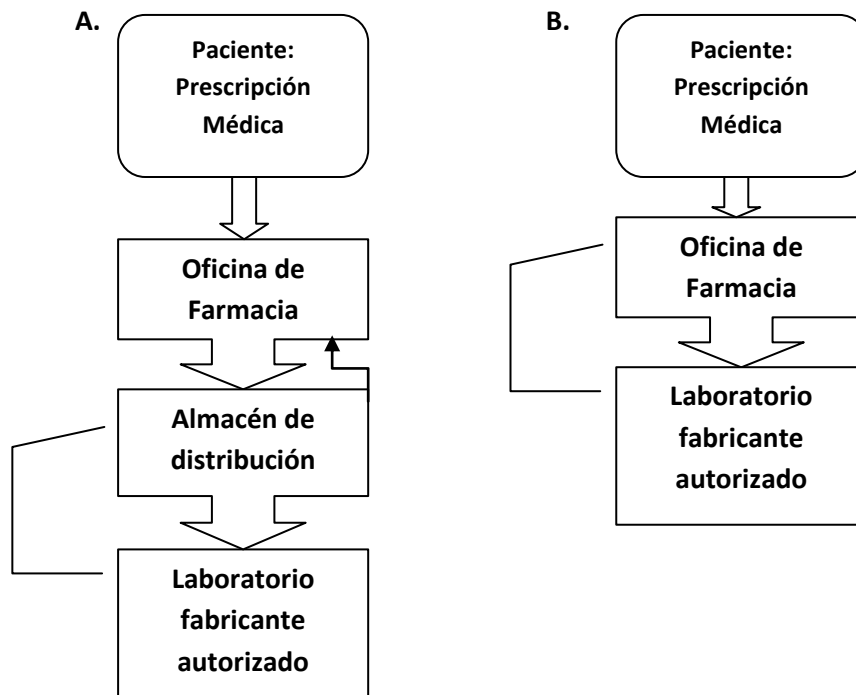 A.
Paciente:
Prescripción
Médica
Oficina de
Farmacia
Almacén de
distribución
Laboratorio
fabricante
autorizado
B.
Paciente:
Prescripción
Médica
Oficina de
Farmacia
Laboratorio
fabricante
autorizado